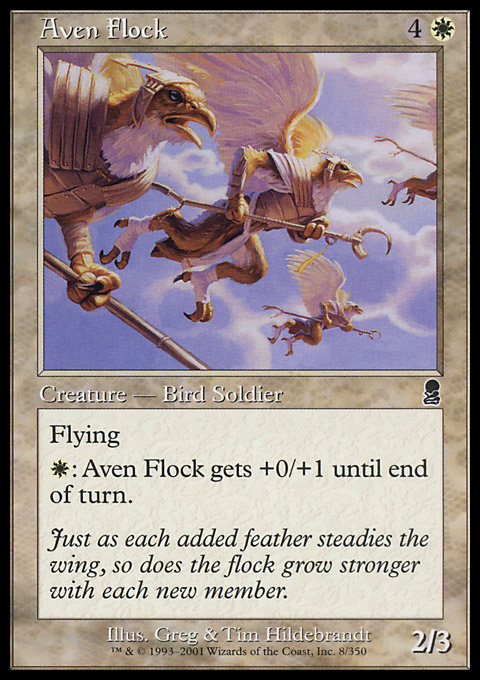 Aven Flock 4
Creature — Bird Soldier
Flying
: Aven Flock gets +0/+1 until end
of turn.
Just as each added feather steadies the
wing, so does the flock grow stronger
with each new member.
Illus. Greg & Tim Hildebrandt
™ & © 1993–2001 Wizards of the Coast, Inc. 8/350
2/3